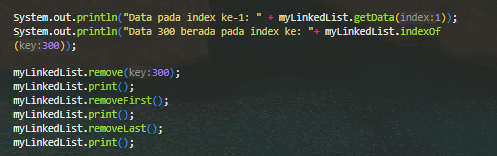 System.out.println("Data pada index ke-1: " + myLinkedList.getData(index:1));
System.out.println("Data 300 berada pada index ke: "+ myLinkedList.indexOf
(key:300));
myLinkedList.remove(key:300);
myLinkedList.print();
myLinkedList.removeFirst();
myLinkedList.print();
myLinkedList.removeLast();
myLinkedList.print();